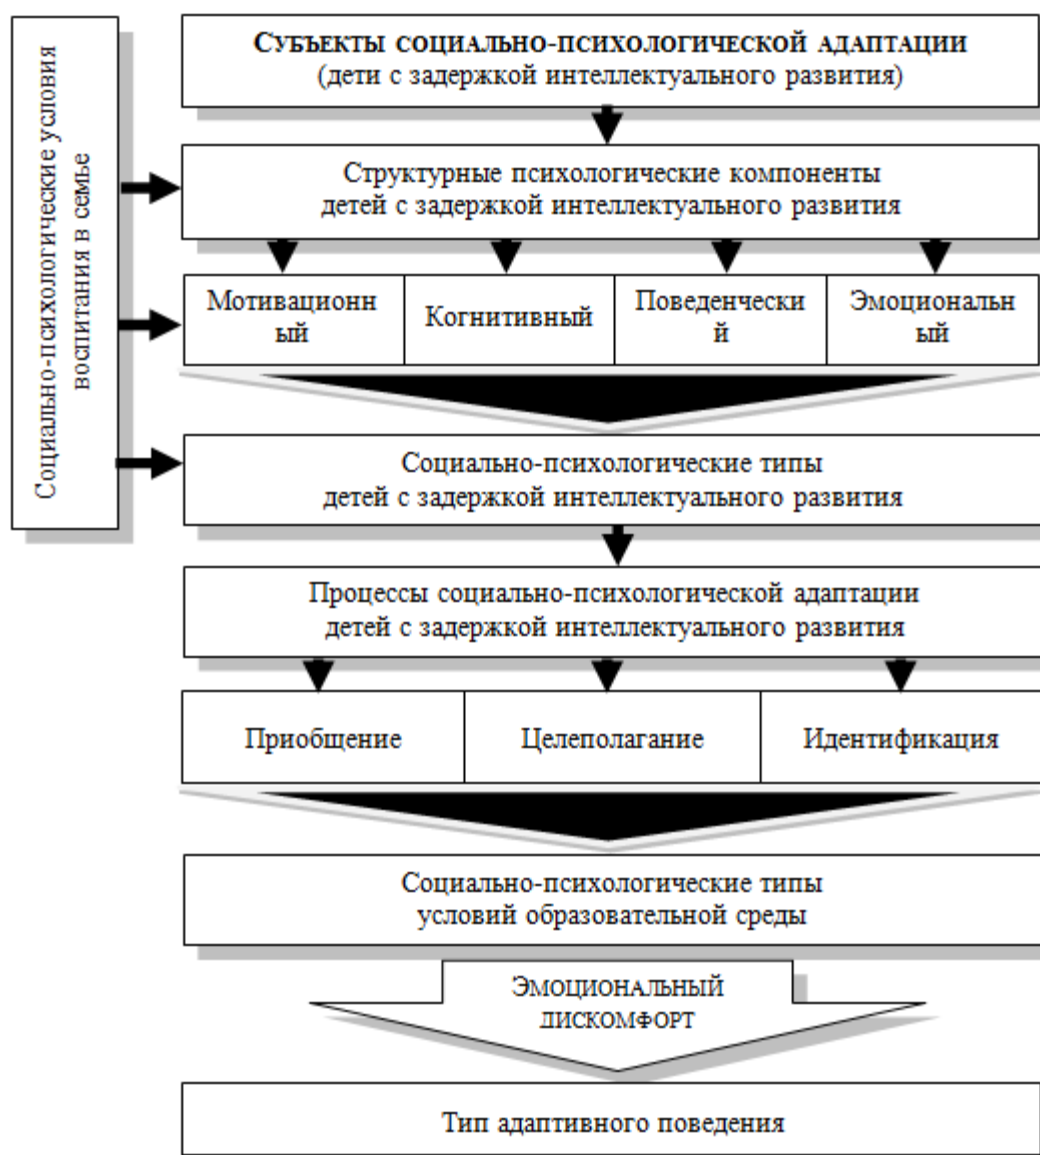 Социально-психологические условия
воспитания в семье
СУБЪЕКТЫ СОЦИАЛЬНО-ПСИХОЛОГИЧЕСКОЙ АДАПТАЦИИ
(дети с задержкой интеллектуального развития)
Структурные психологические компоненты
детей с задержкой интеллектуального развития
Мотивационн
ый
Когнитивный
Поведенчески
й
Эмоциональн
ый
Социально-психологические типы
детей с задержкой интеллектуального развития
Процессы социально-психологической адаптации
детей с задержкой интеллектуального развития
Приобщение
Целеполагание
Идентификация
Социально-психологические типы
условий образовательной среды
ЭМОЦИОНАЛЬНЫЙ
ДИСКОМФОРТ
Тип адаптивного поведения